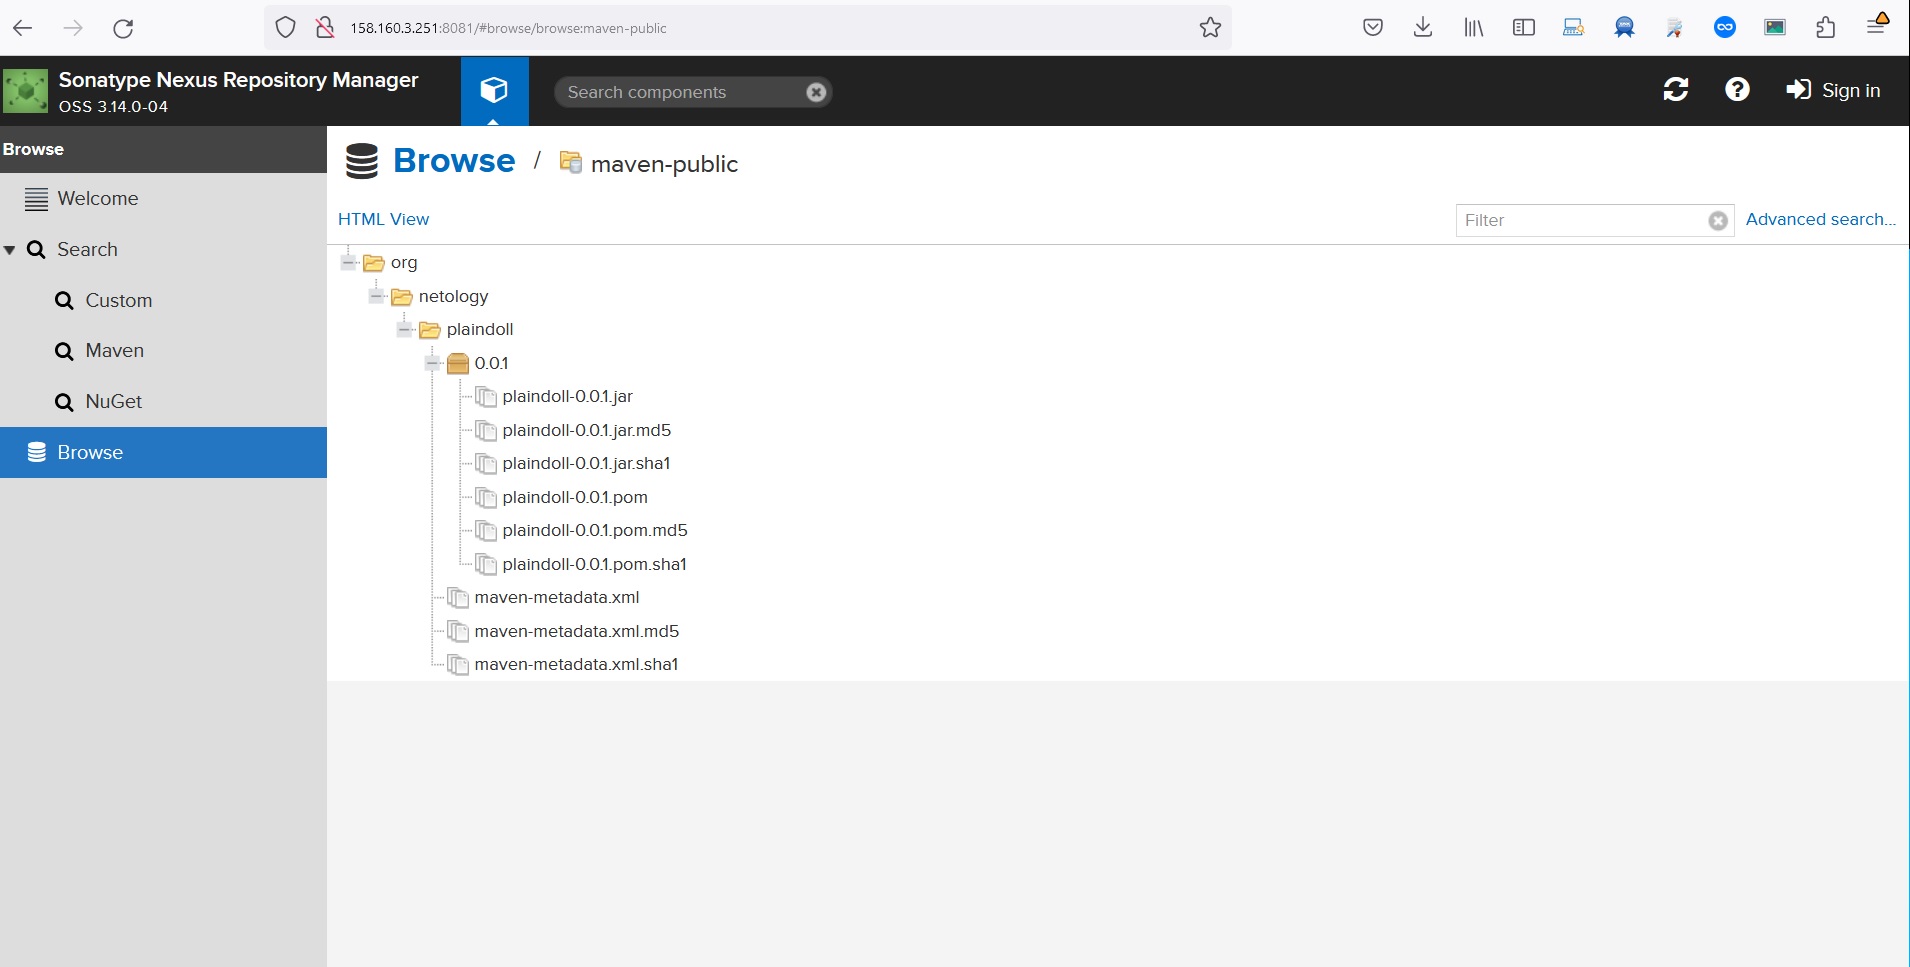 158.160.3.251:8081/#browse/browse:maven-public
Sonatype Nexus Repository Manager
OSS 3.14.0-04
Search components
Sign in
Browse
Welcome
Search
Custom
Maven
NuGet
Browse
Browse / maven-public
HTML View
Filter
Advanced search...
org
netology
plaindoll
0.0.1
plaindoll-0.0.1.jar
plaindoll-0.0.1.jar.md5
plaindoll-0.0.1.jar.sha1
plaindoll-0.0.1.pom
plaindoll-0.0.1.pom.md5
plaindoll-0.0.1.pom.sha1
maven-metadata.xml
maven-metadata.xml.md5
maven-metadata.xml.sha1